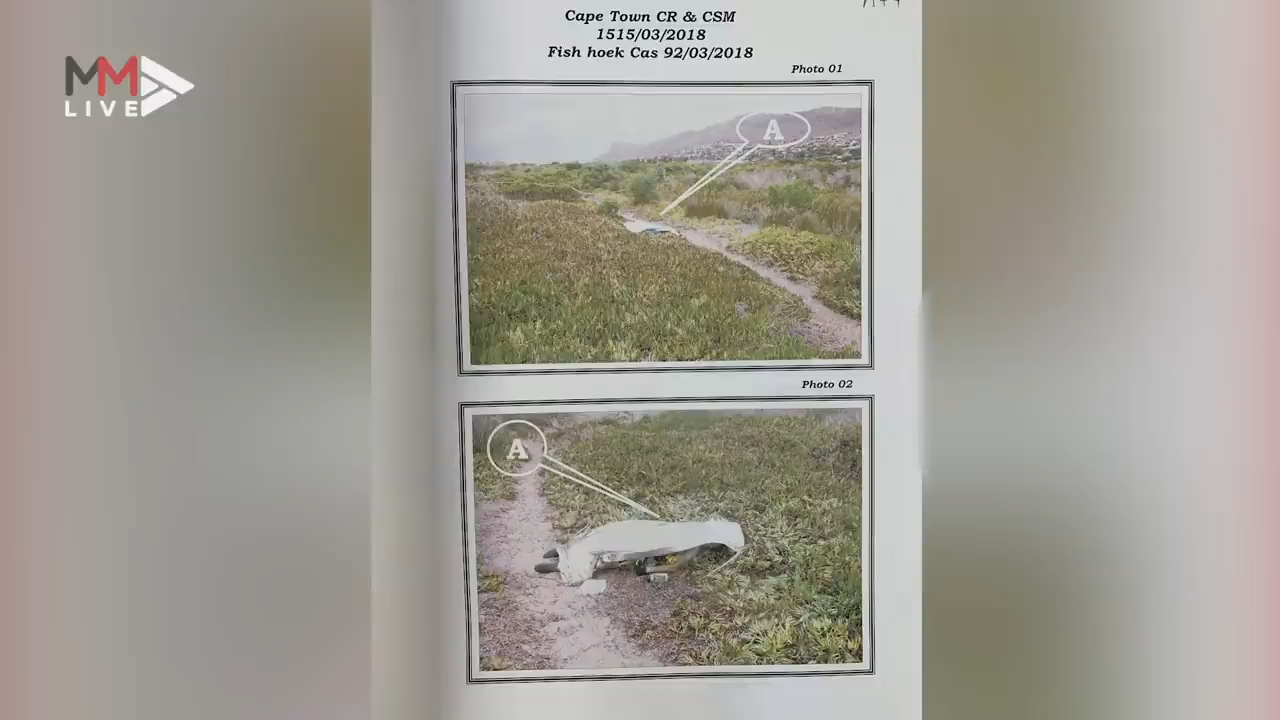 MM
LIVE
Cape Town CR & CSM
1515/03/2018
Fish hoek Cas 92/03/2018
Photo 01
A
Photo 02
A